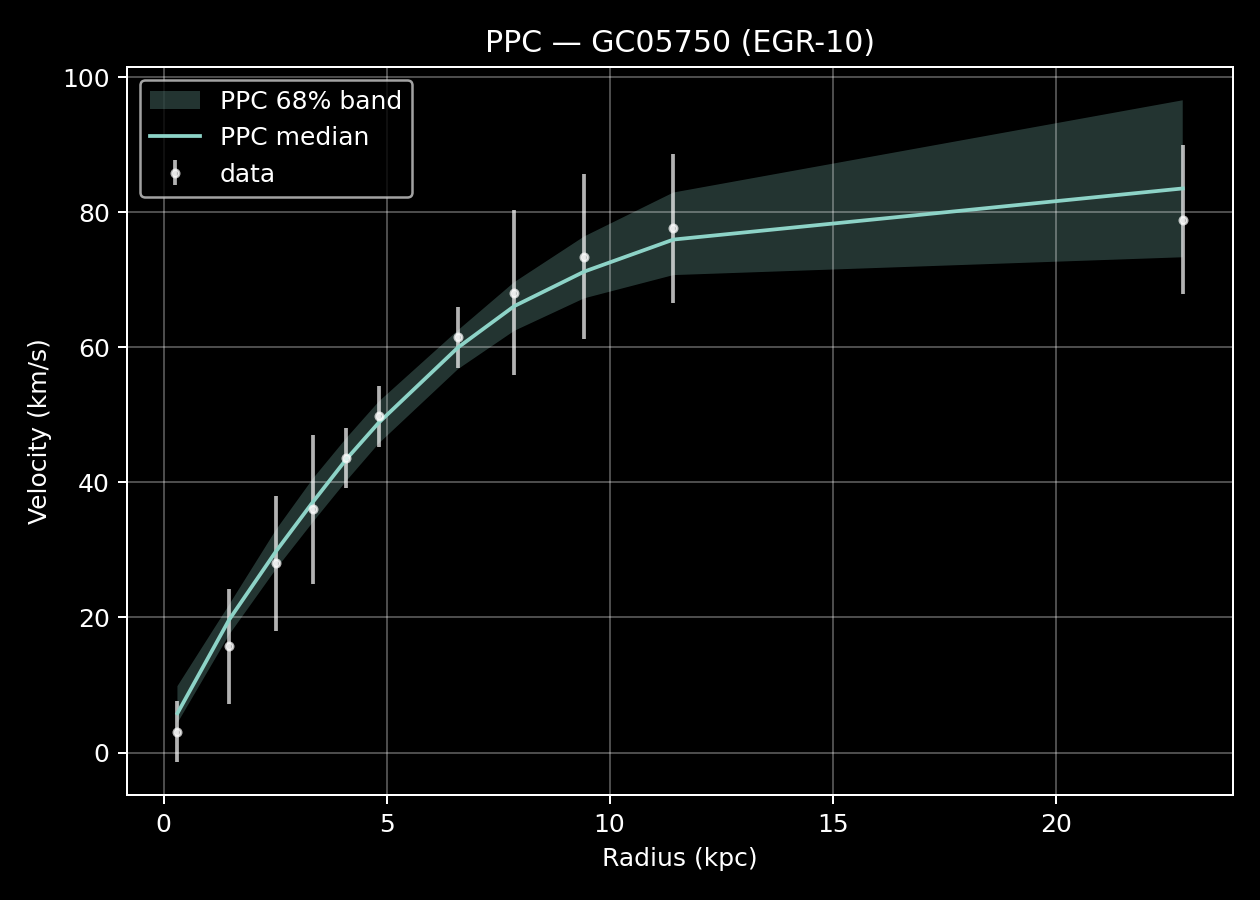 PPC — GC05750 (EGR-10)
PPC 68% band
PPC median
data
100
80
60
40
20
0
Velocity (km/s)
0
5
10
15
20
Radius (kpc)